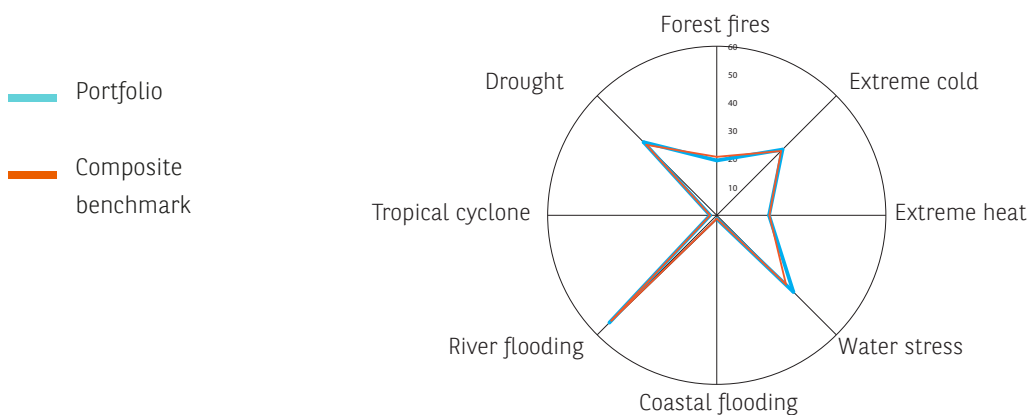 Portfolio
Composite
benchmark
Forest fires
60
50
40
30
20
10
Drought
Extreme cold
Tropical cyclone
Extreme heat
River flooding
Water stress
Coastal flooding